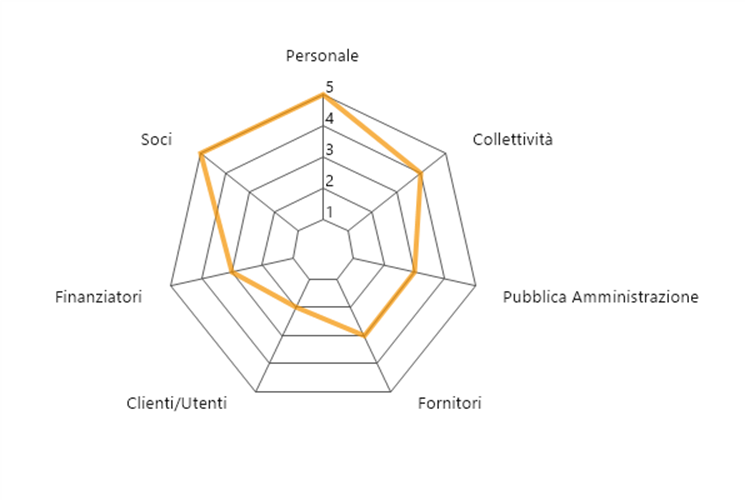 Personale
5
Soci
Collettività
4
3
2
1
Finanziatori
Pubblica Amministrazione
Clienti/Utenti
Fornitori